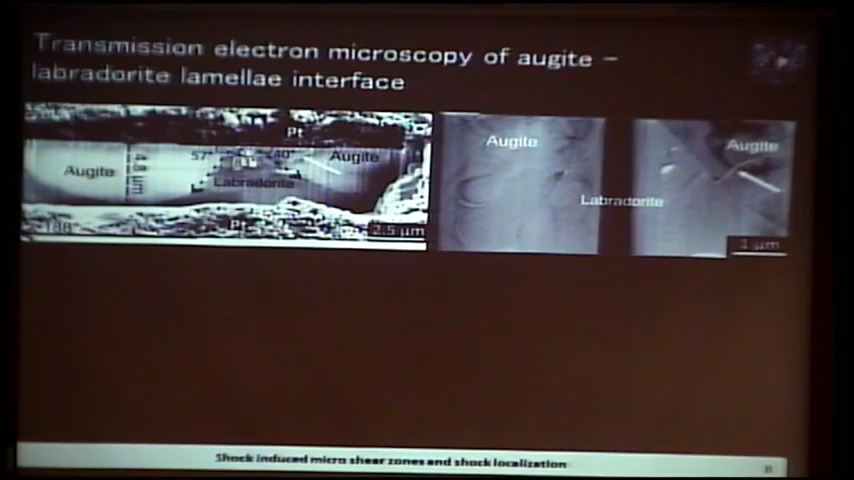 Transmission electron microscopy of augite –
labradorite lamellae interface
Pt
Augite
57°
40°
Augite
Labradorite
Pt
2.5 μm
Augite
Augite
Labradorite
1 μm
Shock induced micro shear zones and shock localization